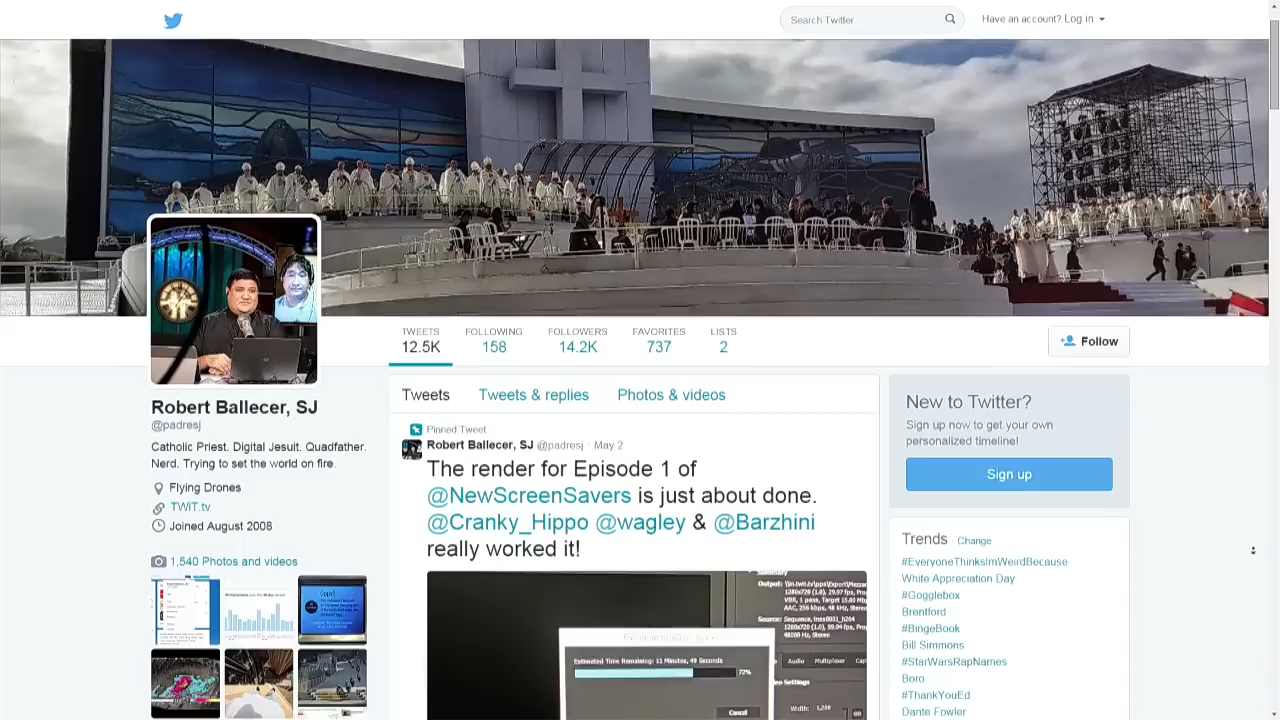 Search Twitter
Have an account? Log in
TWEETS
12.5K
FOLLOWING
158
FOLLOWERS
14.2K
FAVORITES
737
LISTS
2
Follow
Robert Ballecer, SJ
@padresj
Catholic Priest. Digital Jesuit. Quadfather.
Nerd. Trying to set the world on fire.
Flying Drones
TWiT.tv
Joined August 2008
1,540 Photos and videos
Tweets Tweets & replies Photos & videos
Pinned Tweet
Robert Ballecer, SJ @padresj · May 2
The render for Episode 1 of
@NewScreenSavers is just about done.
@Cranky_Hippo @wagley & @Barzhini
really worked it!
Estimated Time Remaining: 11 Minutes, 49 Seconds
72%
Cancel
Output:
Source:
Audio Multiplexer
Width:
New to Twitter?
Sign up now to get your own
personalized timeline!
Sign up
Trends · Change
#EveryoneThinksImWeirdBecause
White Appreciation Day
#Gogglebox
Brentford
#BingeBook
Bill Simmons
#StarWarsRapNames
Boro
#ThankYouEd
Dante Fowler